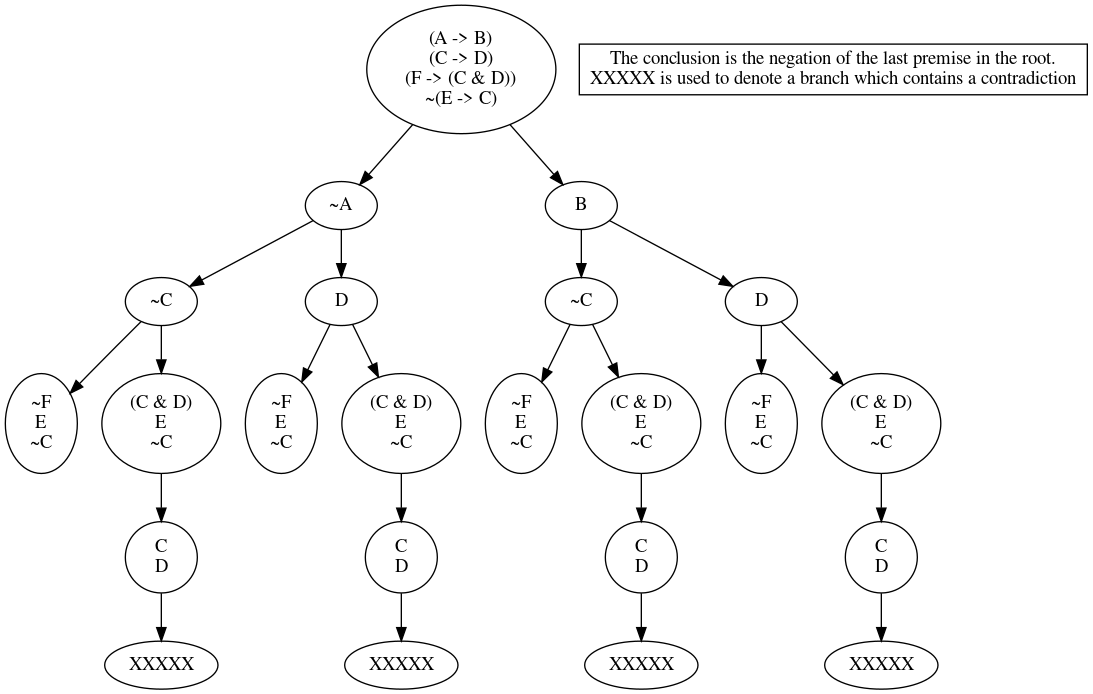 (A -> B)
(C -> D)
(F -> (C & D))
~(E -> C)
The conclusion is the negation of the last premise in the root.
XXXXX is used to denote a branch which contains a contradiction
~A
B
~C
D
~C
D
~F
E
~C
(C & D)
E
~C
~F
E
~C
(C & D)
E
~C
~F
E
~C
(C & D)
E
~C
~F
E
~C
(C & D)
E
~C
C
D
C
D
C
D
C
D
XXXXX
XXXXX
XXXXX
XXXXX